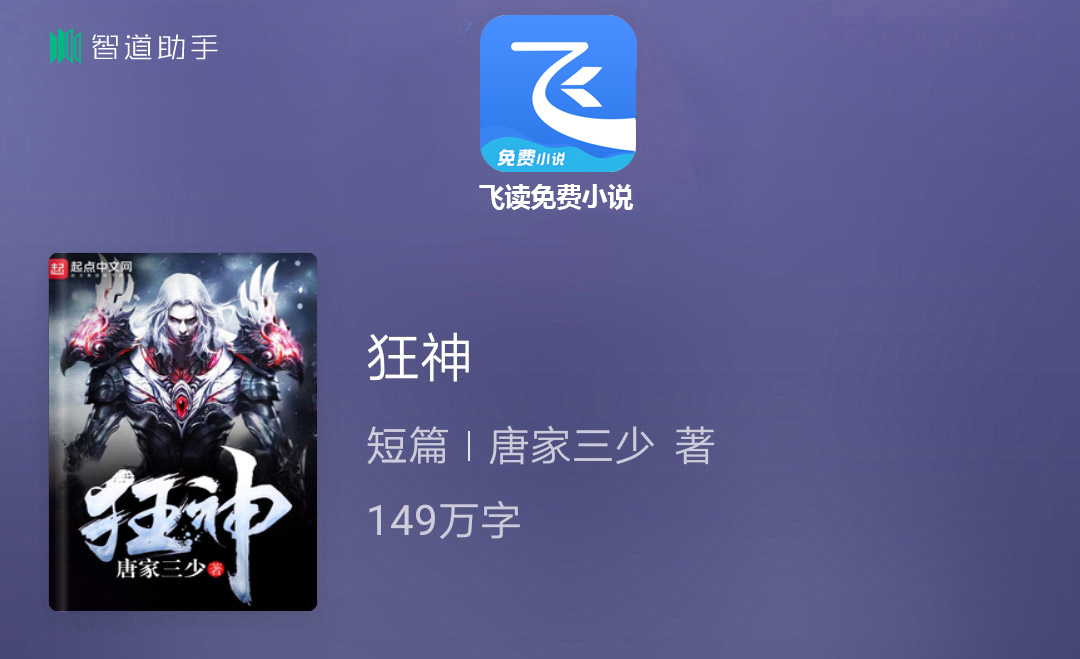 智道助手
免费小说
飞读免费小说
起 起点中文网
狂神
唐家三少 著
狂神
短篇 | 唐家三少 著
149万字